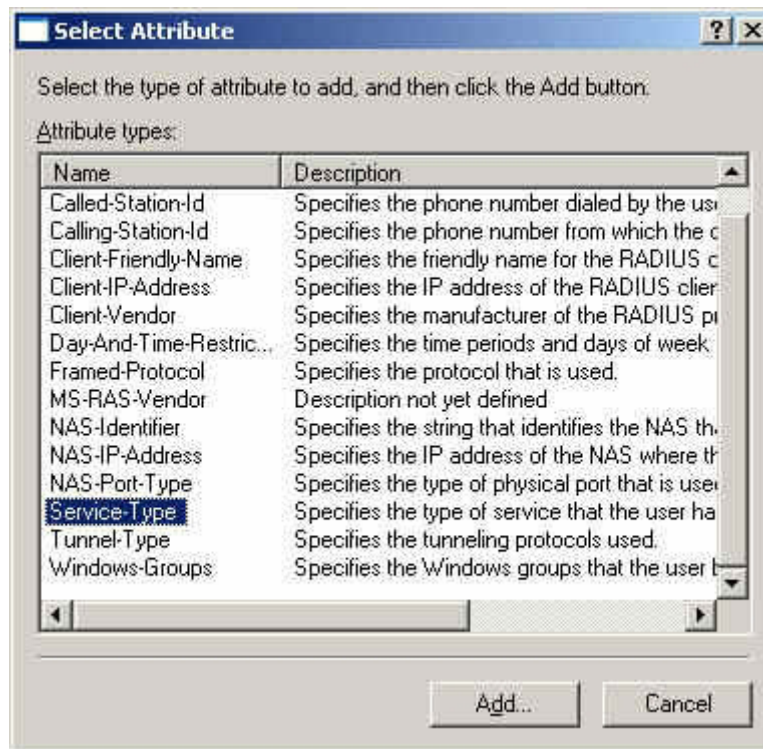 Select Attribute
Select the type of attribute to add, and then click the Add button.
Attribute types:
Name Description
Called-Station-Id Specifies the phone number dialed by the
Calling-Station-Id Specifies the phone number from which the
Client-Friendly-Name Specifies the friendly name for the RADIUS
Client-IP-Address Specifies the IP address of the RADIUS
Client-Vendor Specifies the manufacturer of the RADIUS
Day-And-Time-Restric... Specifies the time periods and days of week
Framed-Protocol Specifies the protocol that is used.
MS-RAS-Vendor Description not yet defined
NAS-Identifier Specifies the string that identifies the NAS
NAS-IP-Address Specifies the IP address of the NAS where
NAS-Port-Type Specifies the type of physical port that is
Service-Type Specifies the type of service that the user
Tunnel-Type Specifies the tunneling protocols used.
Windows-Groups Specifies the Windows groups that the user
Add...
Cancel